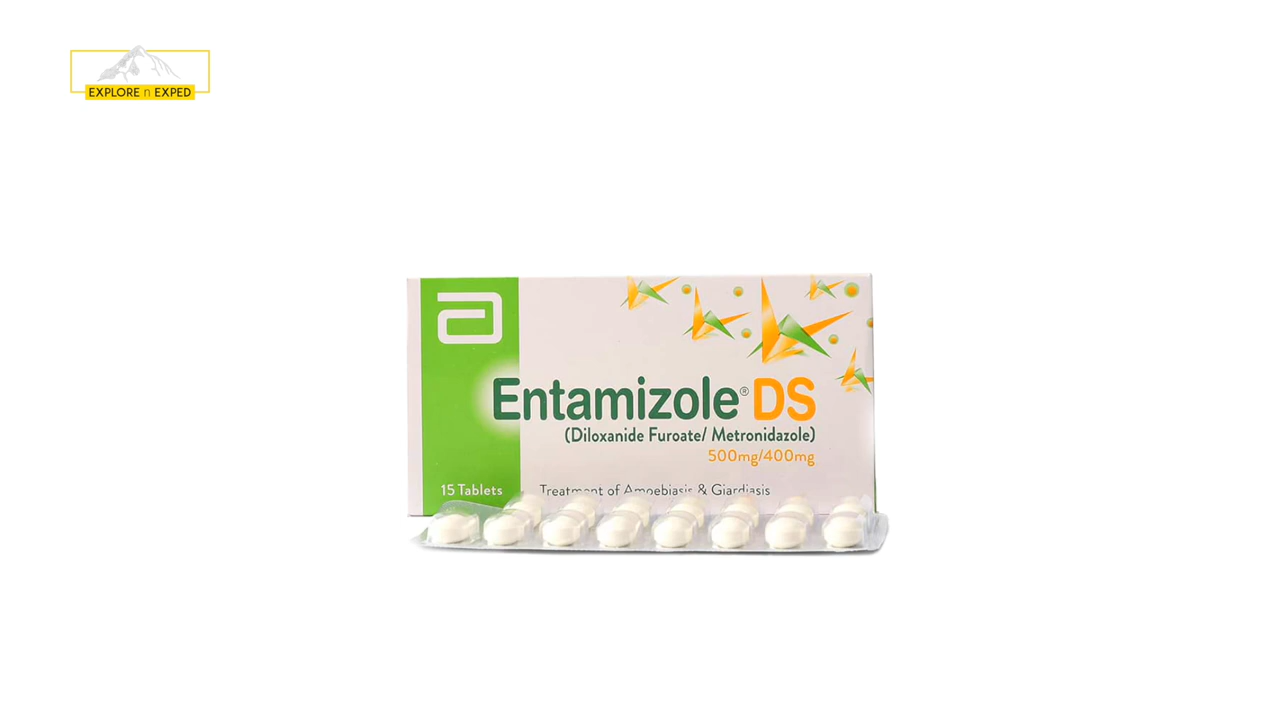 EXPLORE n EXPED
Entamizole® DS
(Diloxanide Furoate/ Metronidazole)
500mg/400mg
15 Tablets
Treatment of Amoebiasis & Giardiasis